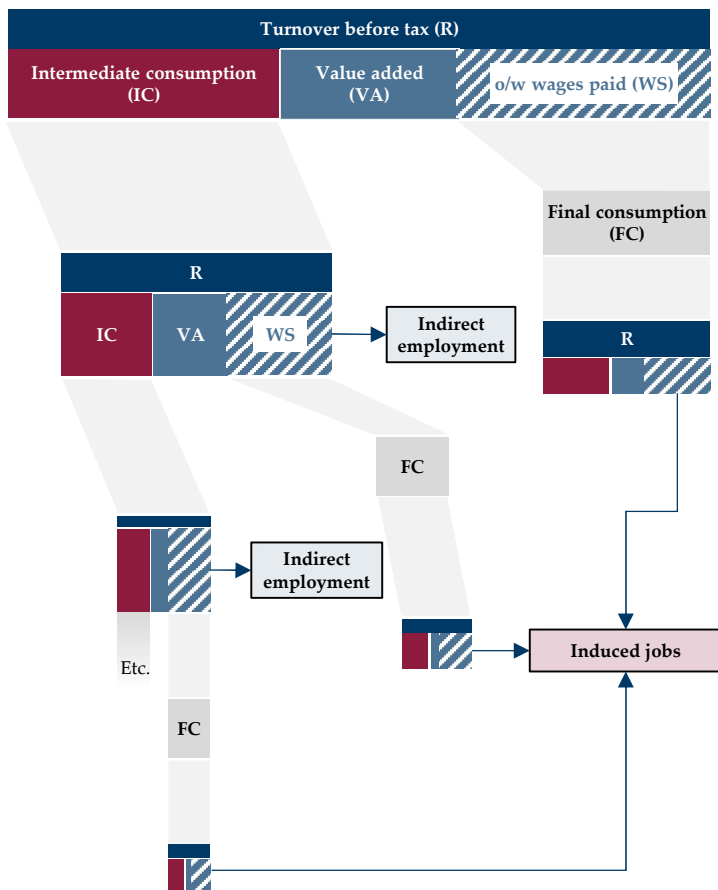 Turnover before tax (R)
Intermediate consumption
(IC)
Value added
(VA)
o/w wages paid (WS)
Final consumption
(FC)
R
IC
VA
WS
Indirect
employment
R
FC
Indirect
employment
Induced jobs
Etc.
FC